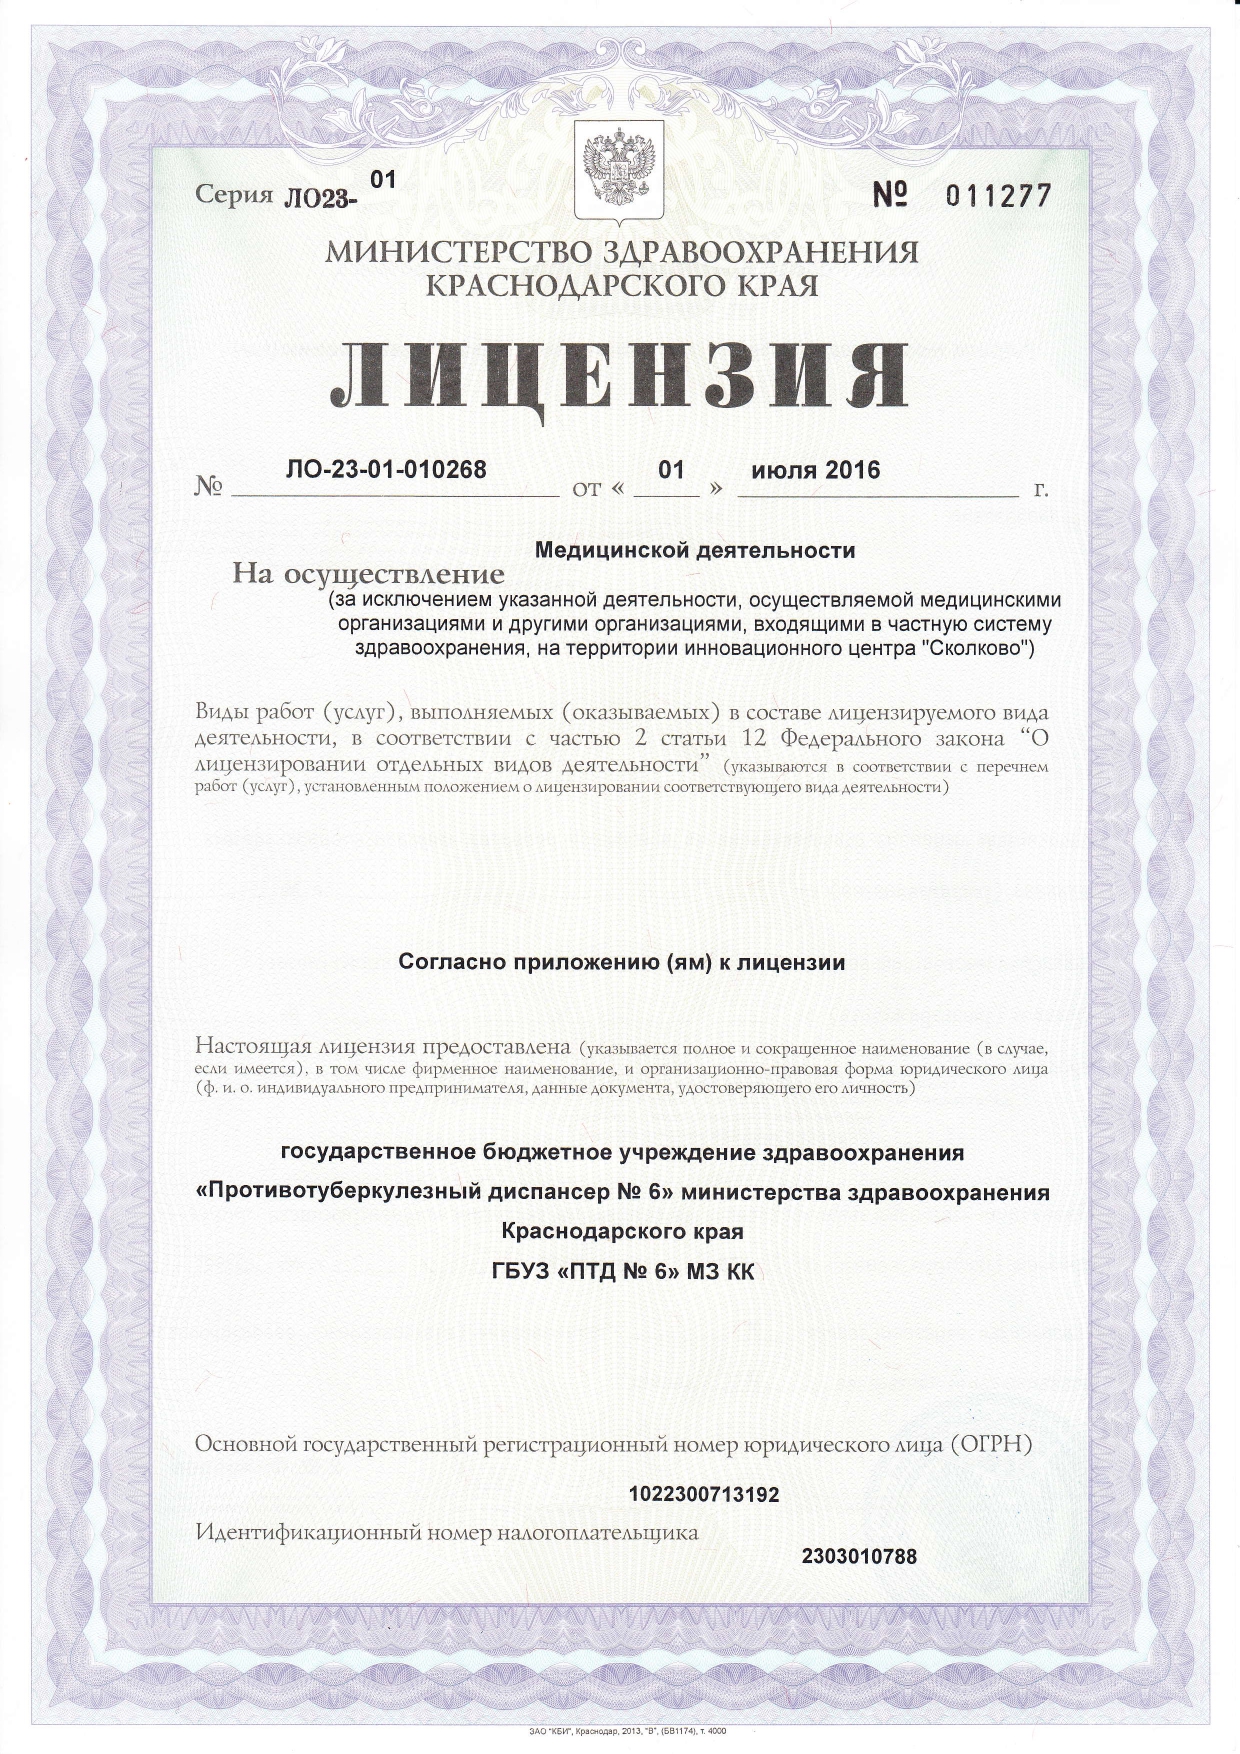 Серия ЛО23- 01 № 011277
МИНИСТЕРСТВО ЗДРАВООХРАНЕНИЯ
КРАСНОДАРСКОГО КРАЯ
ЛИЦЕНЗИЯ
№ ЛО-23-01-010268 от « 01 » июля 2016 г.
Медицинской деятельности
На осуществление
(за исключением указанной деятельности, осуществляемой медицинскими
организациями и другими организациями, входящими в частную систему
здравоохранения, на территории инновационного центра "Сколково")
Виды работ (услуг), выполняемых (оказываемых) в составе лицензируемого вида
деятельности, в соответствии с частью 2 статьи 12 Федерального закона “О
лицензировании отдельных видов деятельности” (указываются в соответствии с перечнем
работ (услуг), установленным положением о лицензировании соответствующего вида деятельности)
Согласно приложению (ям) к лицензии
Настоящая лицензия предоставлена (указывается полное и сокращенное наименование (в случае,
если имеется), в том числе фирменное наименование, и организационно-правовая форма юридического лица
(ф. и. о. индивидуального предпринимателя, данные документа, удостоверяющего его личность)
государственное бюджетное учреждение здравоохранения
«Противотуберкулезный диспансер № 6» министерства здравоохранения
Краснодарского края
ГБУЗ «ПТД № 6» МЗ КК
Основной государственный регистрационный номер юридического лица (ОГРН)
1022300713192
Идентификационный номер налогоплательщика
2303010788
ЗАО "КБИ", Краснодар, 2013, "В", (БВ1174), т. 4000